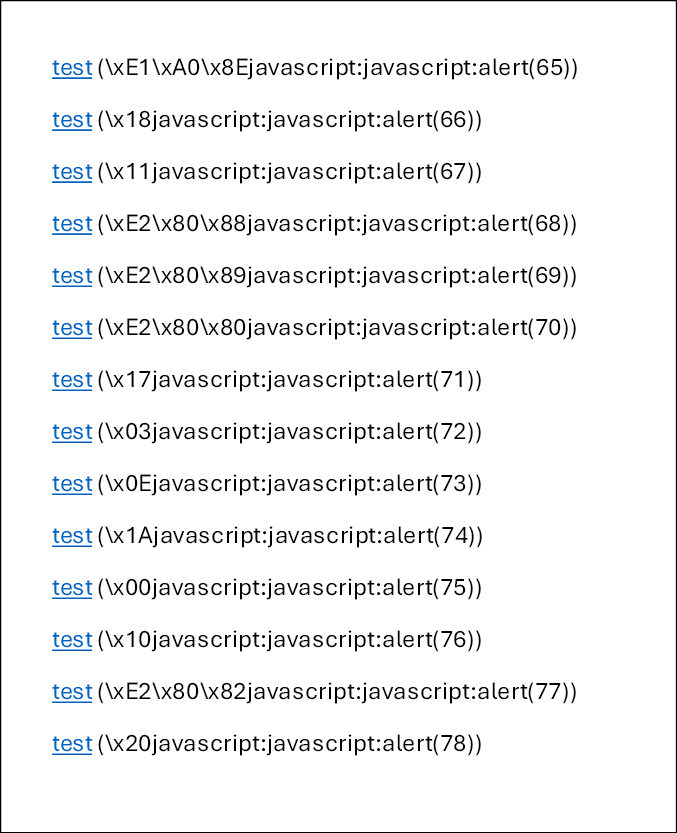 test (\xE1\xA0\x8Ejavascript:javascript:alert(65))
test (\x18javascript:javascript:alert(66))
test (\x11javascript:javascript:alert(67))
test (\xE2\x80\x88javascript:javascript:alert(68))
test (\xE2\x80\x89javascript:javascript:alert(69))
test (\xE2\x80\x80javascript:javascript:alert(70))
test (\x17javascript:javascript:alert(71))
test (\x03javascript:javascript:alert(72))
test (\x0Ejavascript:javascript:alert(73))
test (\x1Ajavascript:javascript:alert(74))
test (\x00javascript:javascript:alert(75))
test (\x10javascript:javascript:alert(76))
test (\xE2\x80\x82javascript:javascript:alert(77))
test (\x20javascript:javascript:alert(78))